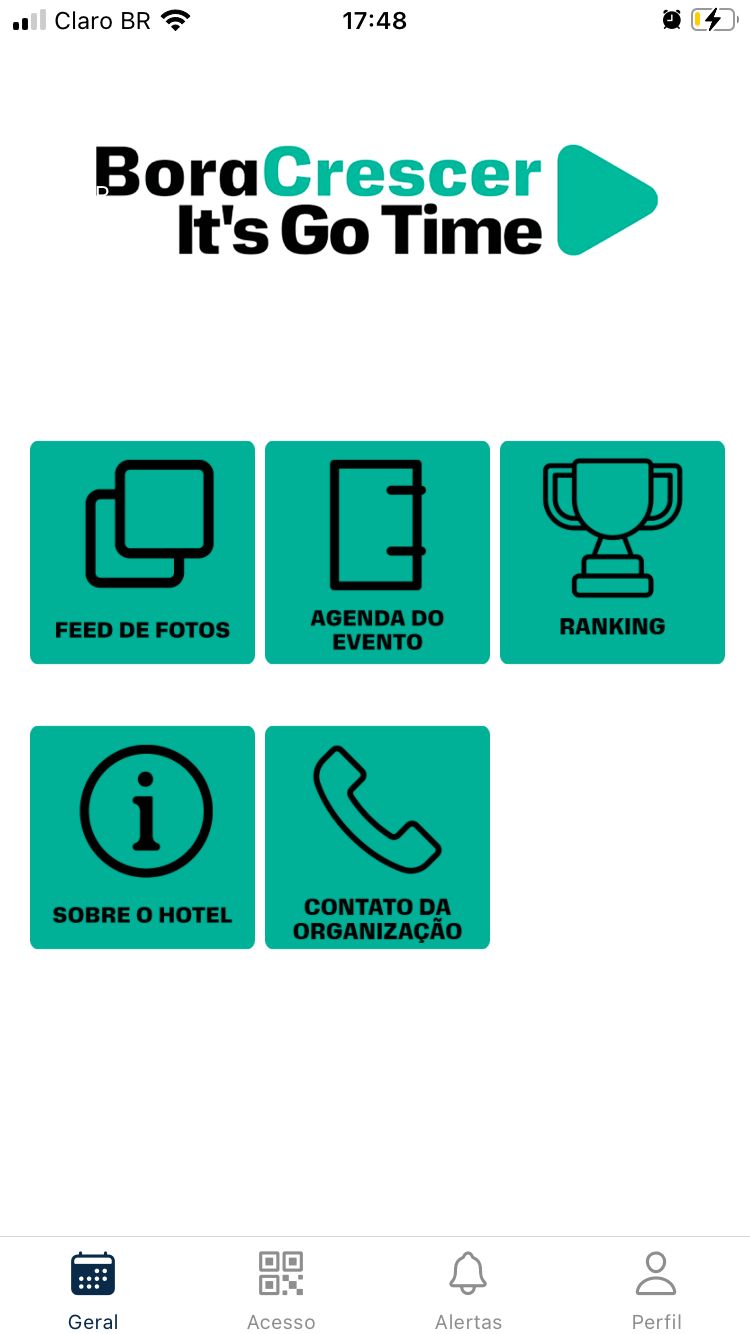 Claro BR
17:48
BoraCrescer
It's Go Time
FEED DE FOTOS
AGENDA DO
EVENTO
RANKING
SOBRE O HOTEL
CONTATO DA
ORGANIZAÇÃO
Geral
Acesso
Alertas
Perfil